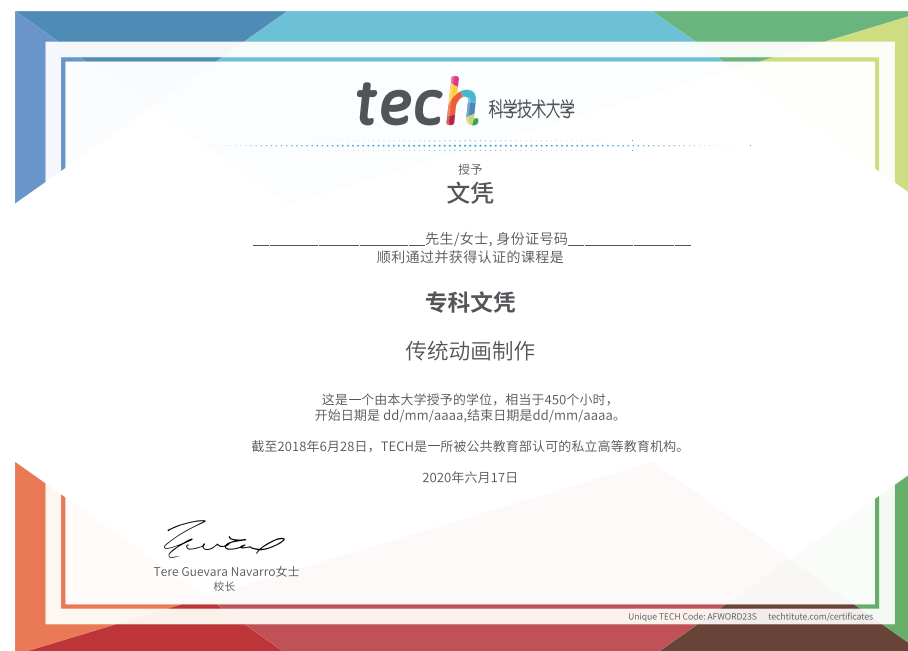 tech 科学技术大学
授予
文凭
______________________先生/女士, 身份证号码________________
顺利通过并获得认证的课程是
专科文凭
传统动画制作
这是一个由本大学授予的学位，相当于450个小时，
开始日期是 dd/mm/aaaa,结束日期是dd/mm/aaaa。
截至2018年6月28日，TECH是一所被公共教育部认可的私立高等教育机构。
2020年六月17日
Tere Guevara Navarro女士
校长
Unique TECH Code: AFWORD23S techtitute.com/certificates